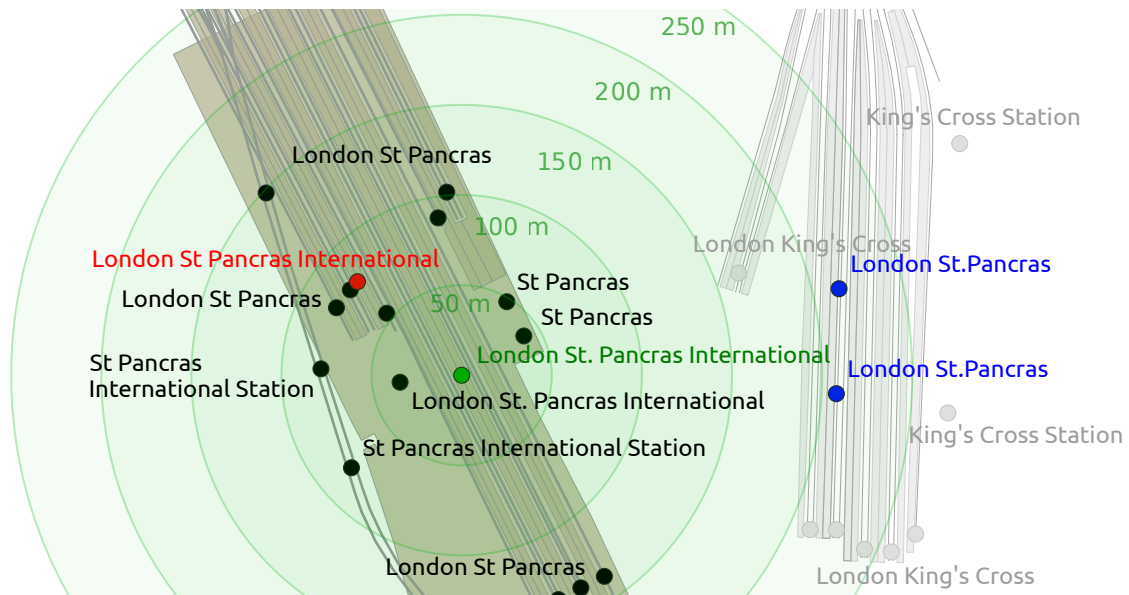 250 m
200 m
King's Cross Station
London St Pancras
150 m
100 m
London King's Cross
London St Pancras International
London St.Pancras
St Pancras
London St Pancras
50 m
St Pancras
London St. Pancras International
St Pancras
International Station
London St.Pancras
London St. Pancras International
King's Cross Station
St Pancras International Station
London St Pancras
London King's Cross